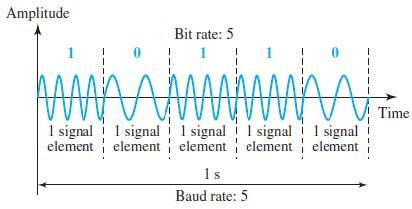 Amplitude
Bit rate: 5
1 0 1 1 0
Time
1 signal 1 signal 1 signal 1 signal 1 signal
element element element element element
1 s
Baud rate: 5